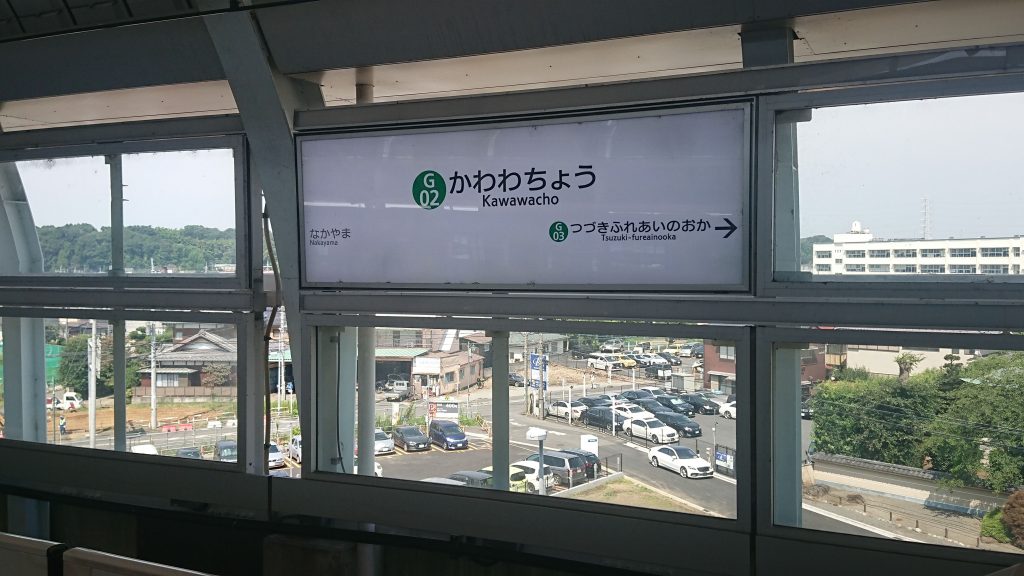 G
02
かわわちょう
Kawawacho
なかやま
Nakayama
G
03
つづきふれあいのおか
Tsuzuki-fureainooka